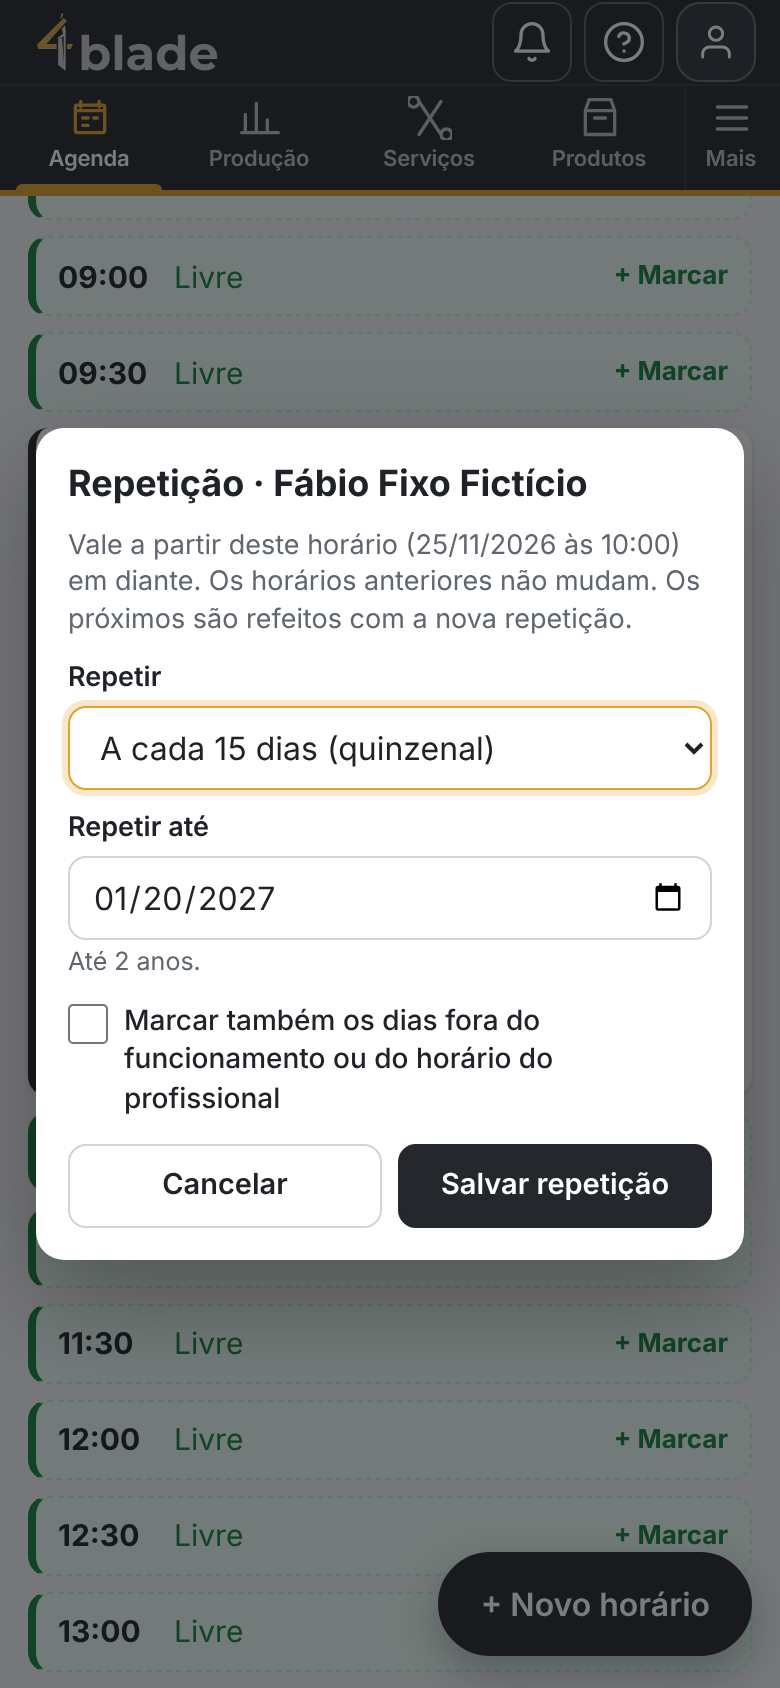 4blade
Agenda
Produção
Serviços
Produtos
Mais
09:00 Livre + Marcar
09:30 Livre + Marcar
Repetição · Fábio Fixo Fictício
Vale a partir deste horário (25/11/2026 às 10:00)
em diante. Os horários anteriores não mudam. Os
próximos são refeitos com a nova repetição.
Repetir
A cada 15 dias (quinzenal)
Repetir até
01/20/2027
Até 2 anos.
Marcar também os dias fora do
funcionamento ou do horário do
profissional
Cancelar
Salvar repetição
11:30 Livre + Marcar
12:00 Livre + Marcar
12:30 Livre + Marcar
13:00 Livre
+ Novo horário